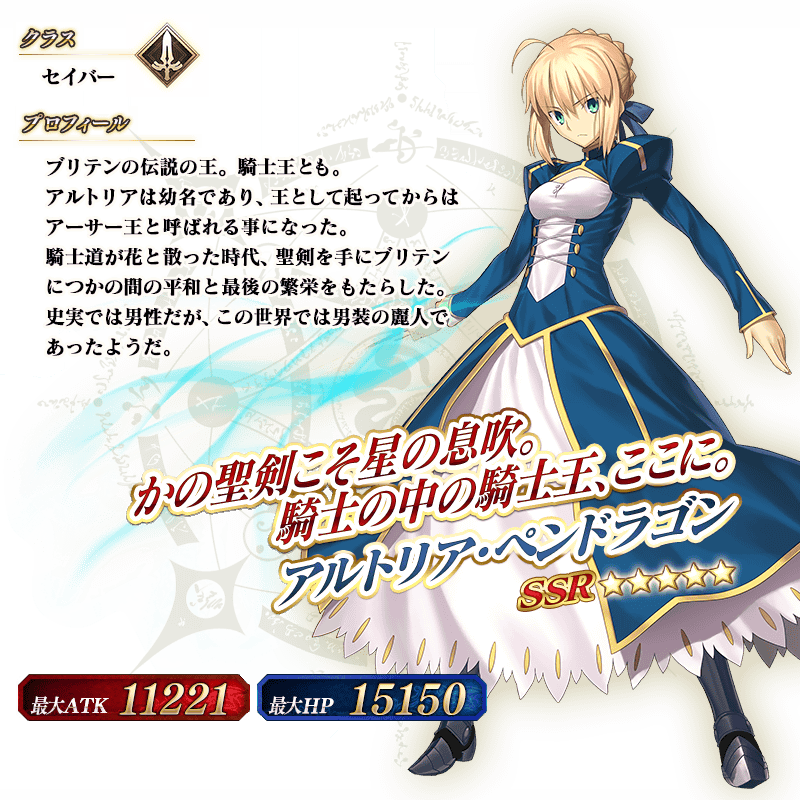 クラス
セイバー
プロフィール
ブリテンの伝説の王。騎士王とも。
アルトリアは幼名であり、王として起ってからは
アーサー王と呼ばれる事になった。
騎士道が花と散った時代、聖剣を手にブリテン
につかの間の平和と最後の繁栄をもたらした。
史実では男性だが、この世界では男装の麗人で
あったようだ。
かの聖剣こそ星の息吹。
騎士の中の騎士王、ここに。
アルトリア・ペンドラゴン
SSR ★★★★★
最大ATK 11221
最大HP 15150